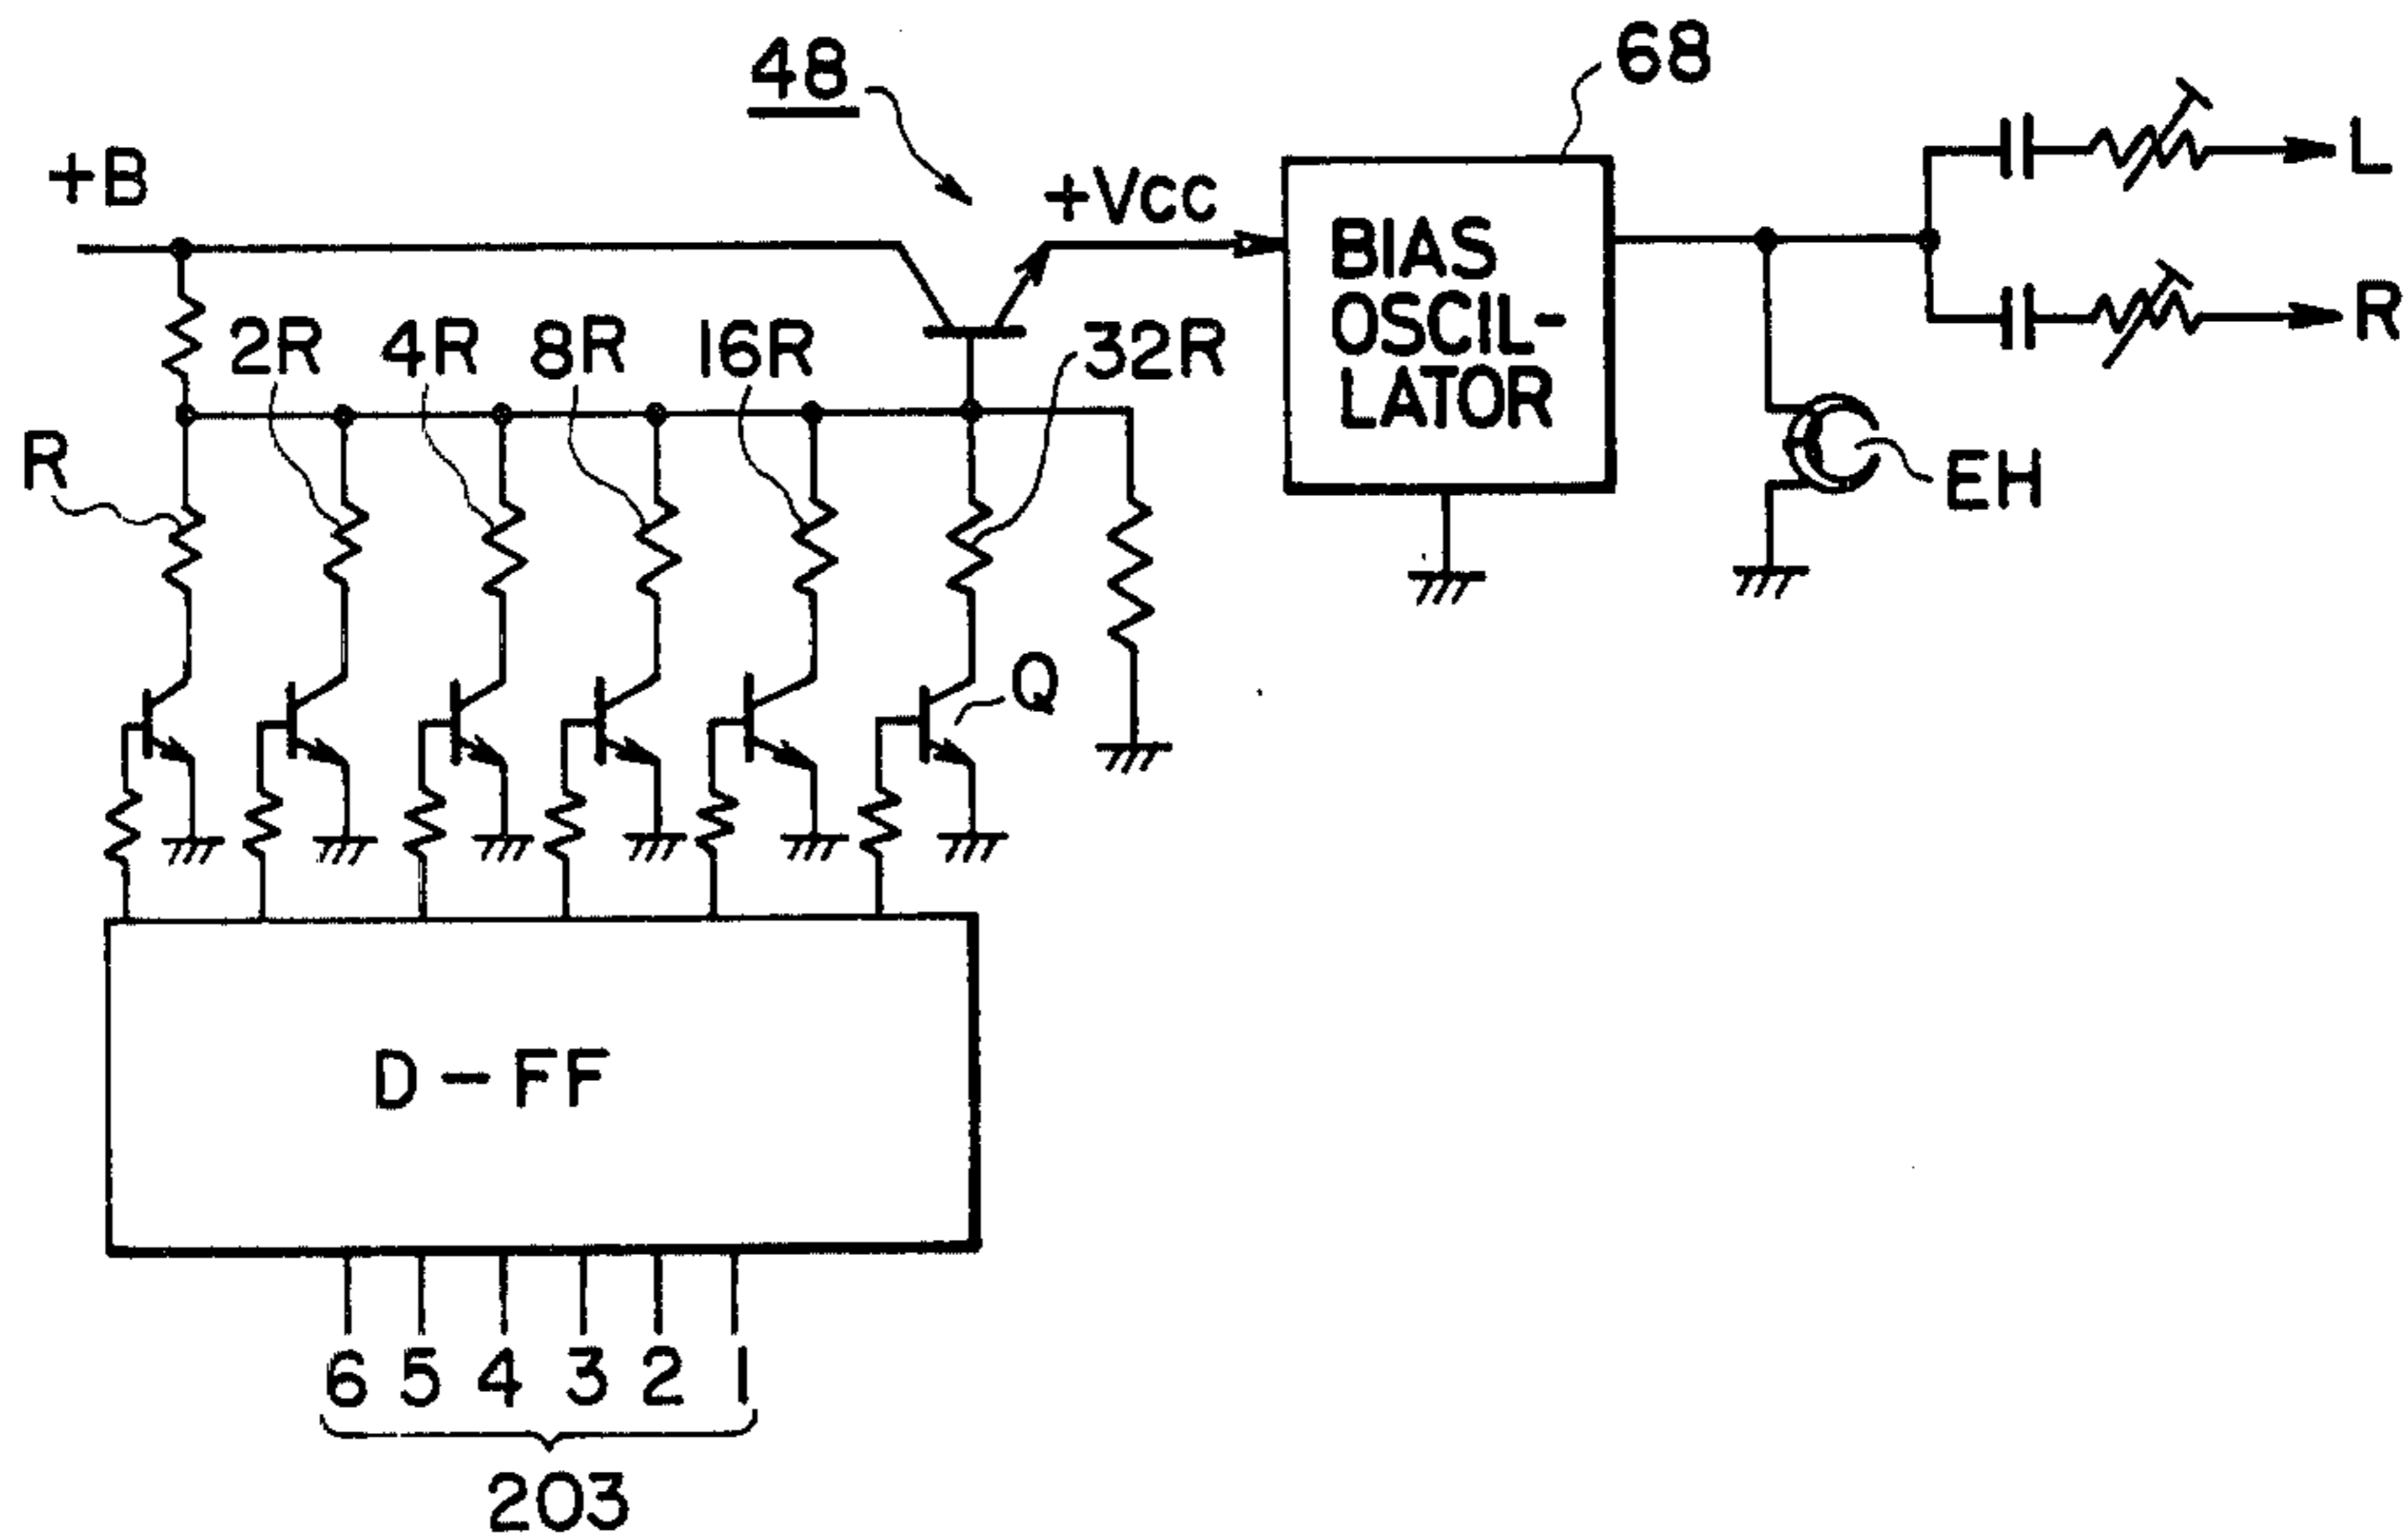 48
68
+B
+Vcc
L
R
BIAS
OSCIL-
LATOR
2R
4R
8R
16R
32R
R
EH
Q
D-FF
6 5 4 3 2 1
203